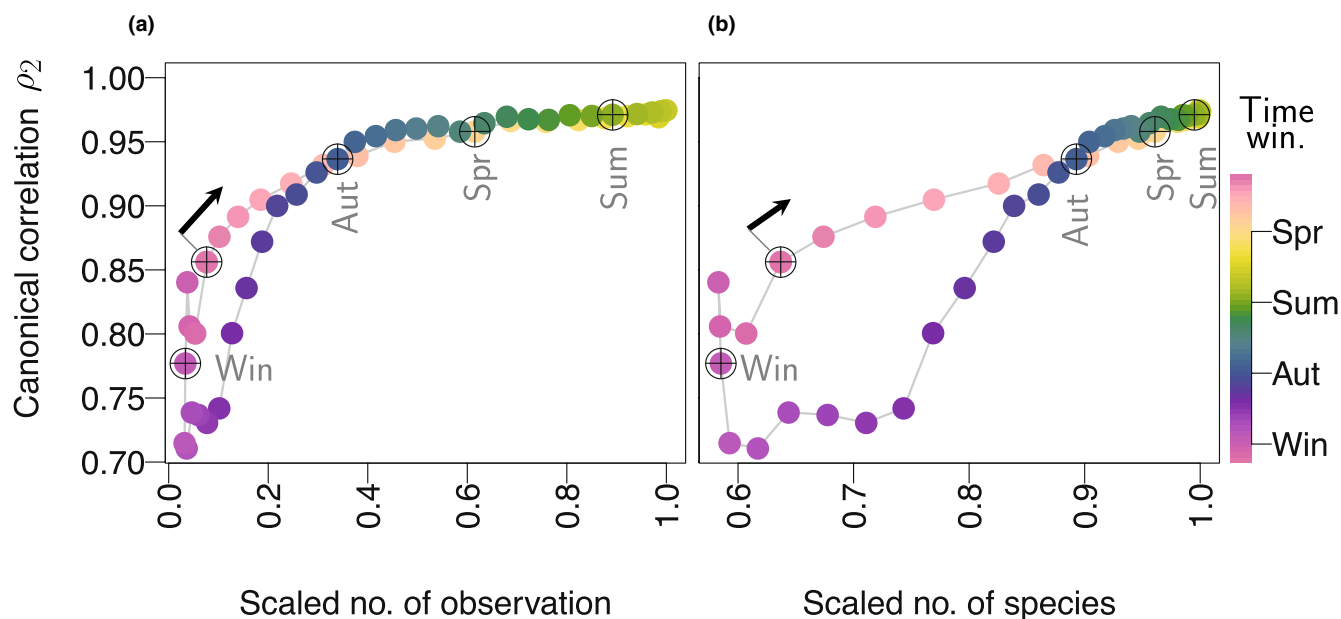 (a)
(b)
Canonical correlation ρ2
1.00
0.95
0.90
0.85
0.80
0.75
0.70
Win
Aut
Spr
Sum
Win
Aut
Spr
Sum
Time
win.
Spr
Sum
Aut
Win
0.0
0.2
0.4
0.6
0.8
1.0
0.6
0.7
0.8
0.9
1.0
Scaled no. of observation
Scaled no. of species